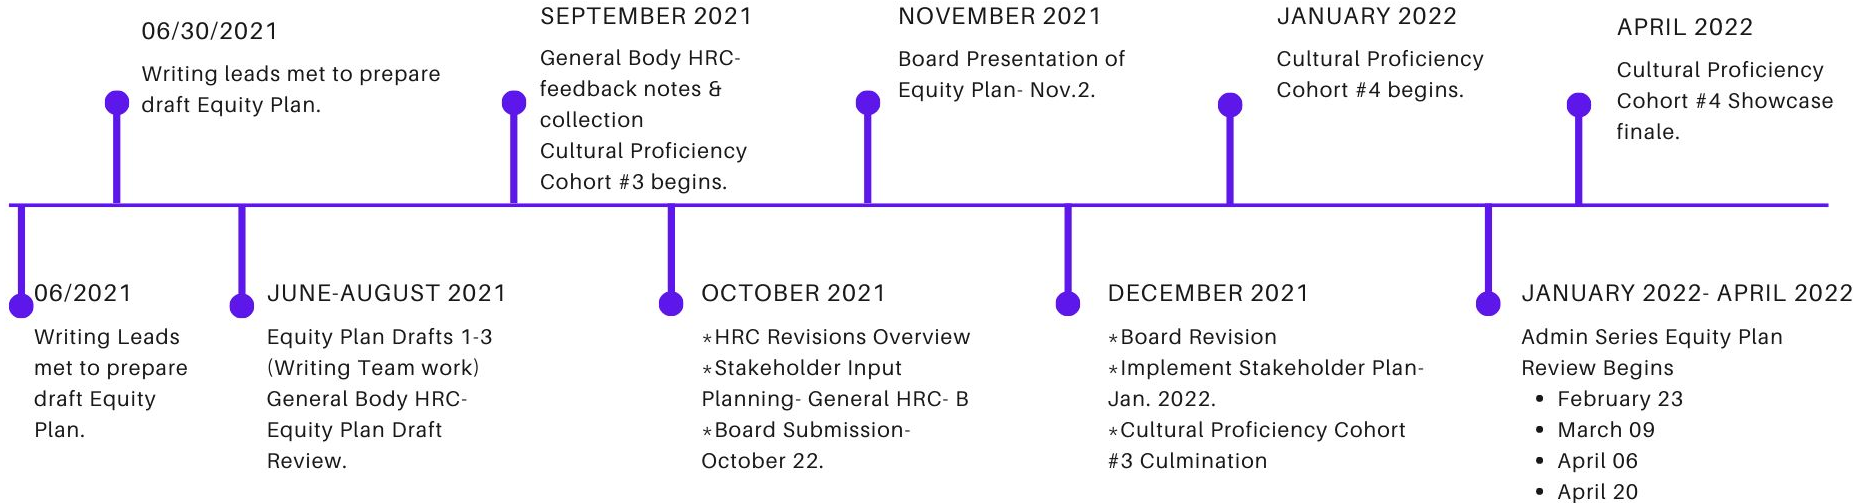 06/30/2021
Writing leads met to prepare
draft Equity Plan.
SEPTEMBER 2021
General Body HRC-
feedback notes &
collection
Cultural Proficiency
Cohort #3 begins.
NOVEMBER 2021
Board Presentation of
Equity Plan- Nov.2.
JANUARY 2022
Cultural Proficiency
Cohort #4 begins.
APRIL 2022
Cultural Proficiency
Cohort #4 Showcase
finale.
06/2021
Writing Leads
met to prepare
draft Equity
Plan.
JUNE-AUGUST 2021
Equity Plan Drafts 1-3
(Writing Team work)
General Body HRC-
Equity Plan Draft
Review.
OCTOBER 2021
*HRC Revisions Overview
*Stakeholder Input
Planning- General HRC- B
*Board Submission-
October 22.
DECEMBER 2021
*Board Revision
*Implement Stakeholder Plan-
Jan. 2022.
*Cultural Proficiency Cohort
#3 Culmination
JANUARY 2022- APRIL 2022
Admin Series Equity Plan
Review Begins
• February 23
• March 09
• April 06
• April 20